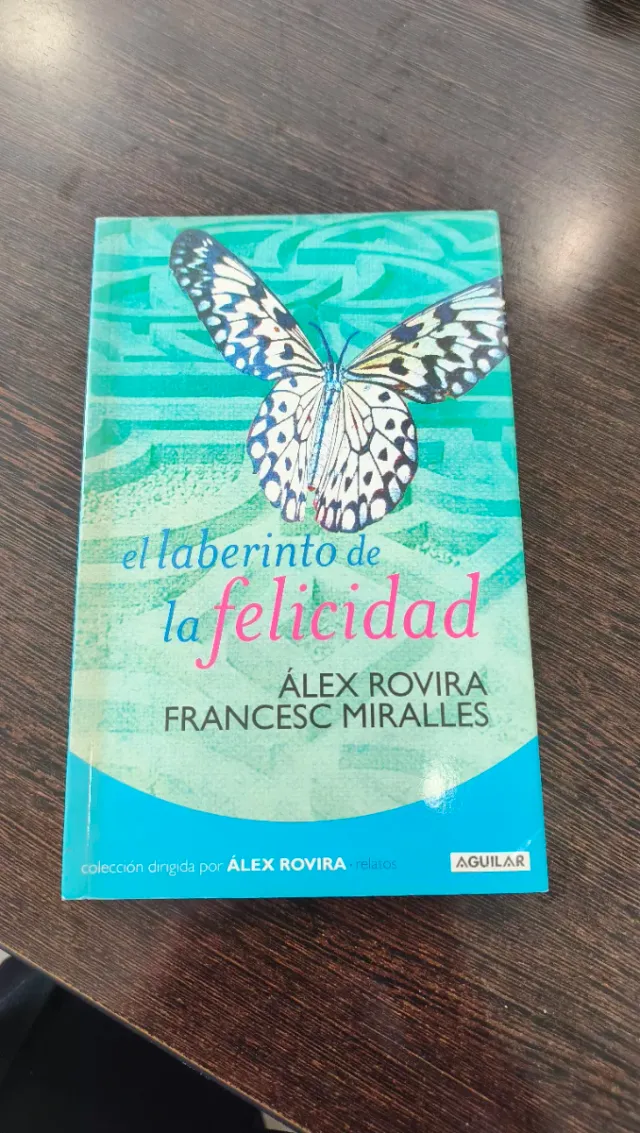 el laberinto de
la felicidad
ÁLEX ROVIRA
FRANCESC MIRALLES
colección dirigida por ÁLEX ROVIRA · relatos
AGUILAR